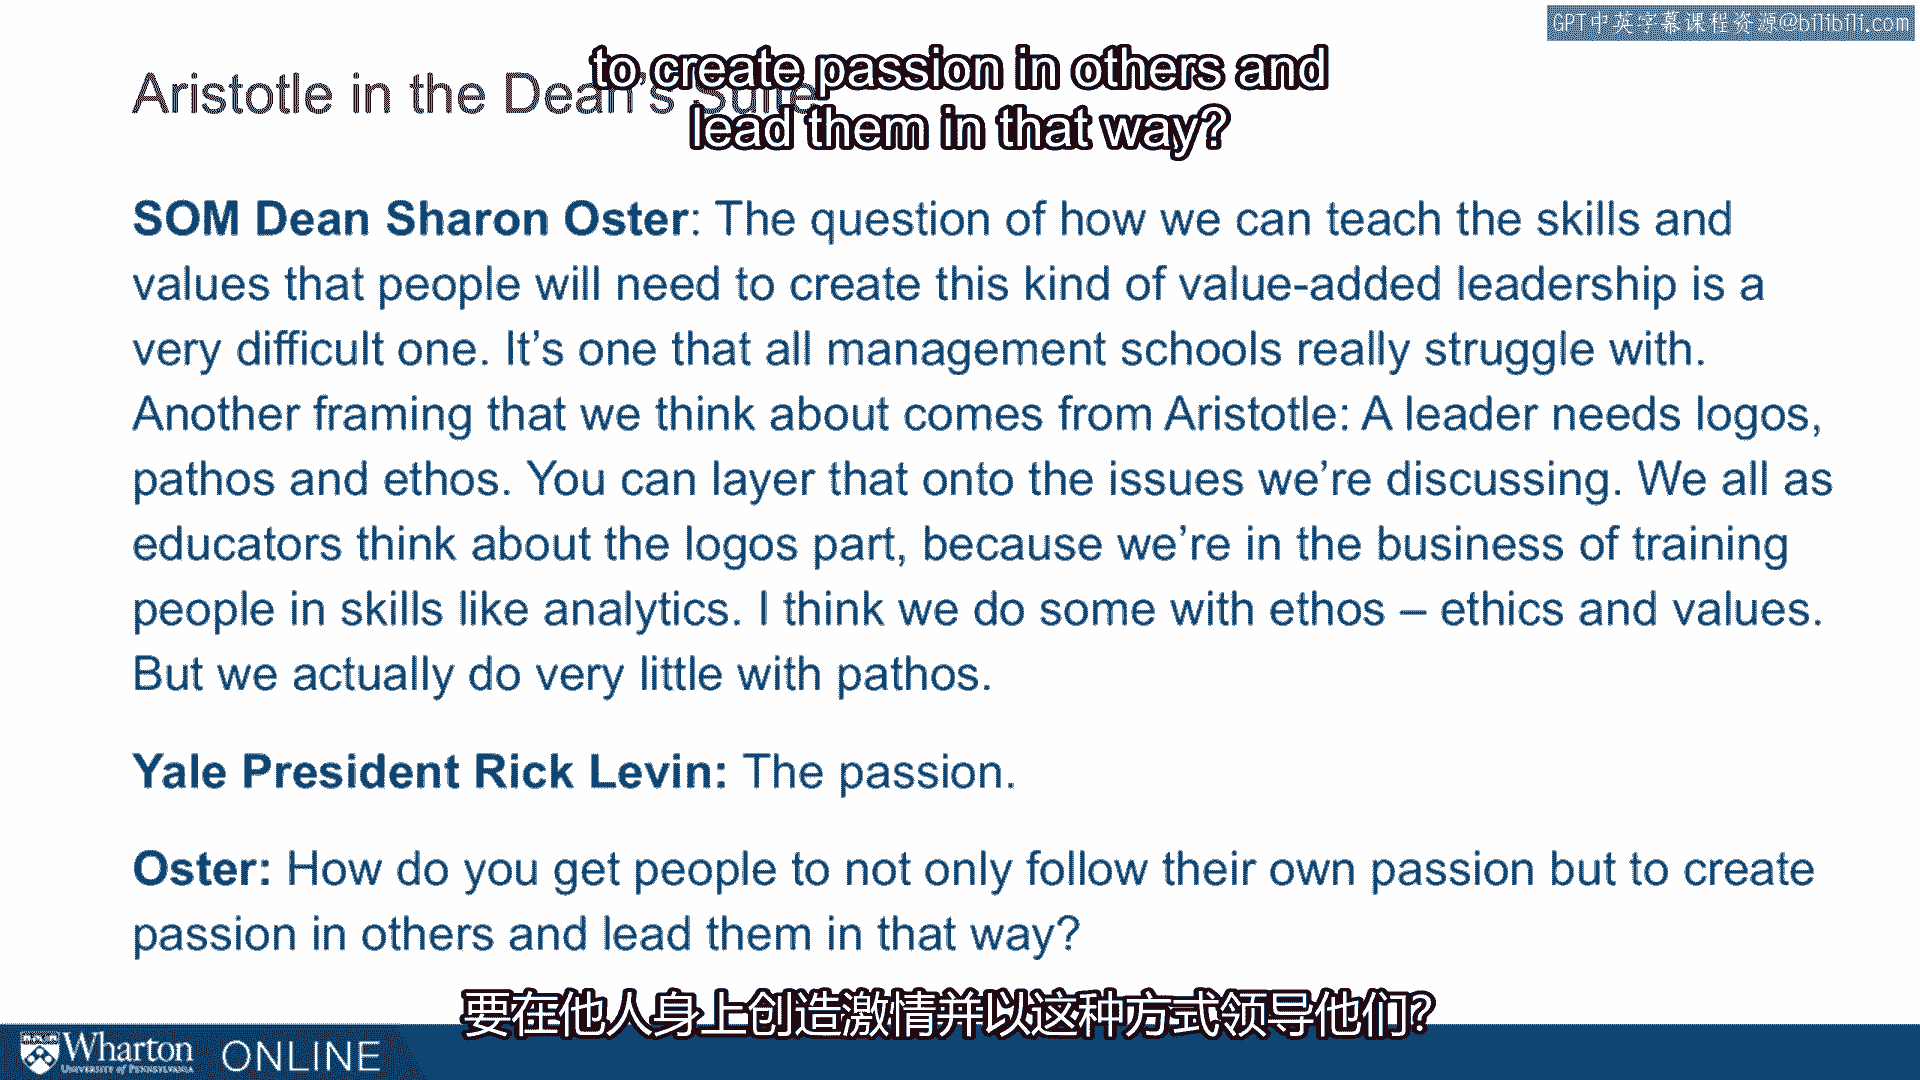 GPT中英字幕课程资源@bilibili.com
to create passion in others and
lead them in that way?
Aristotle in the Dean's Suite
SOM Dean Sharon Oster: The question of how we can teach the skills and
values that people will need to create this kind of value-added leadership is a
very difficult one. It's one that all management schools really struggle with.
Another framing that we think about comes from Aristotle: A leader needs logos,
pathos and ethos. You can layer that onto the issues we're discussing. We all as
educators think about the logos part, because we're in the business of training
people in skills like analytics. I think we do some with ethos – ethics and values.
But we actually do very little with pathos.
Yale President Rick Levin: The passion.
Oster: How do you get people to not only follow their own passion but to create
passion in others and lead them in that way?
要在他人身上创造激情并以这种方式领导他们?
Wharton ONLINE
UNIVERSITY of PENNSYLVANIA